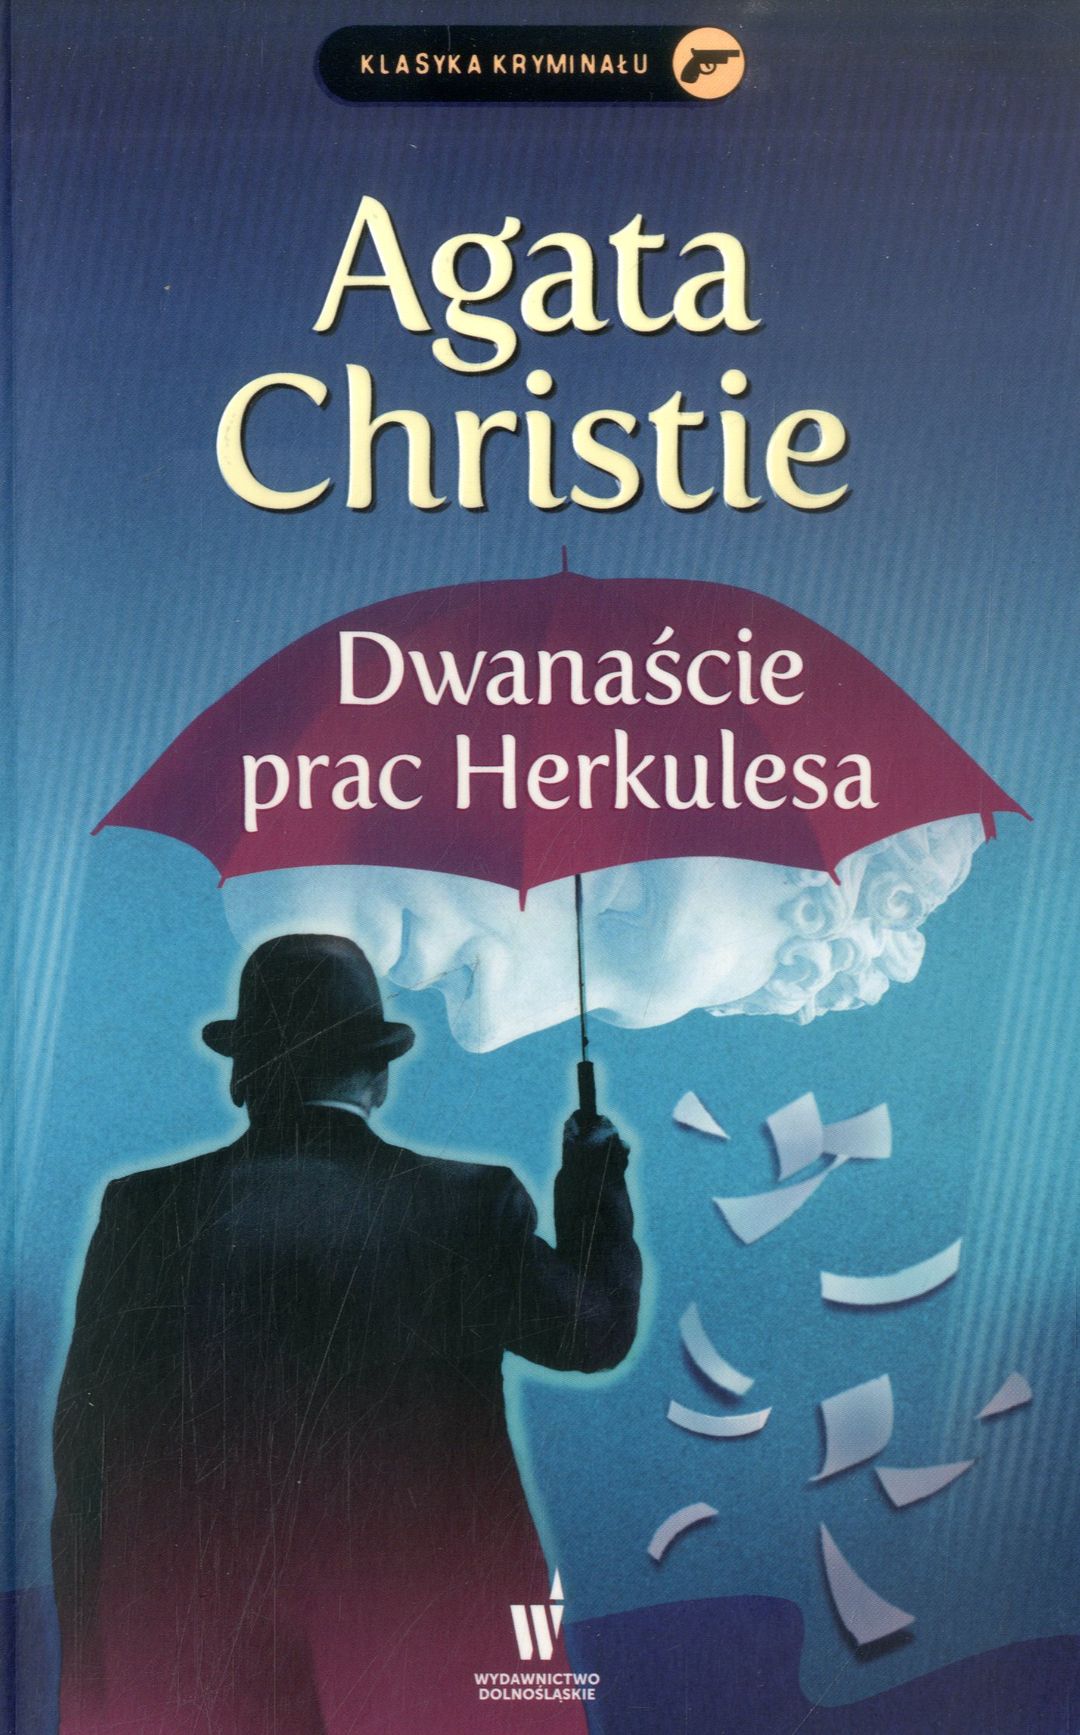 KLASYKA KRYMINAŁU
Agata
Christie
Dwanaście
prac Herkulesa
W
WYDAWNICTWO
DOLNOŚLĄSKIE